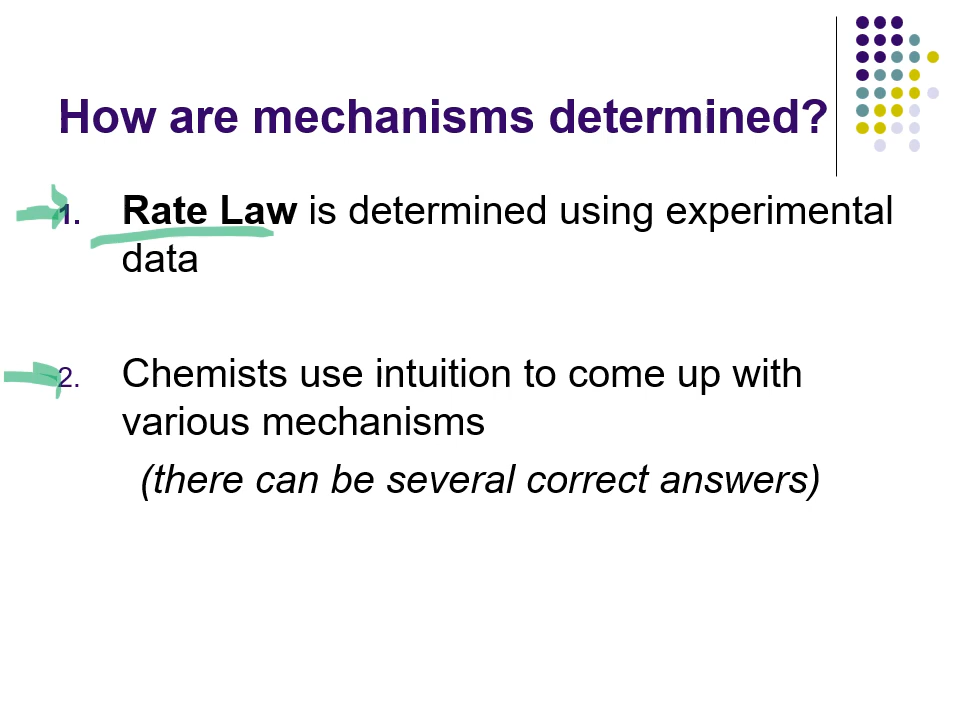 How are mechanisms determined?
1. Rate Law is determined using experimental
data
2. Chemists use intuition to come up with
various mechanisms
(there can be several correct answers)